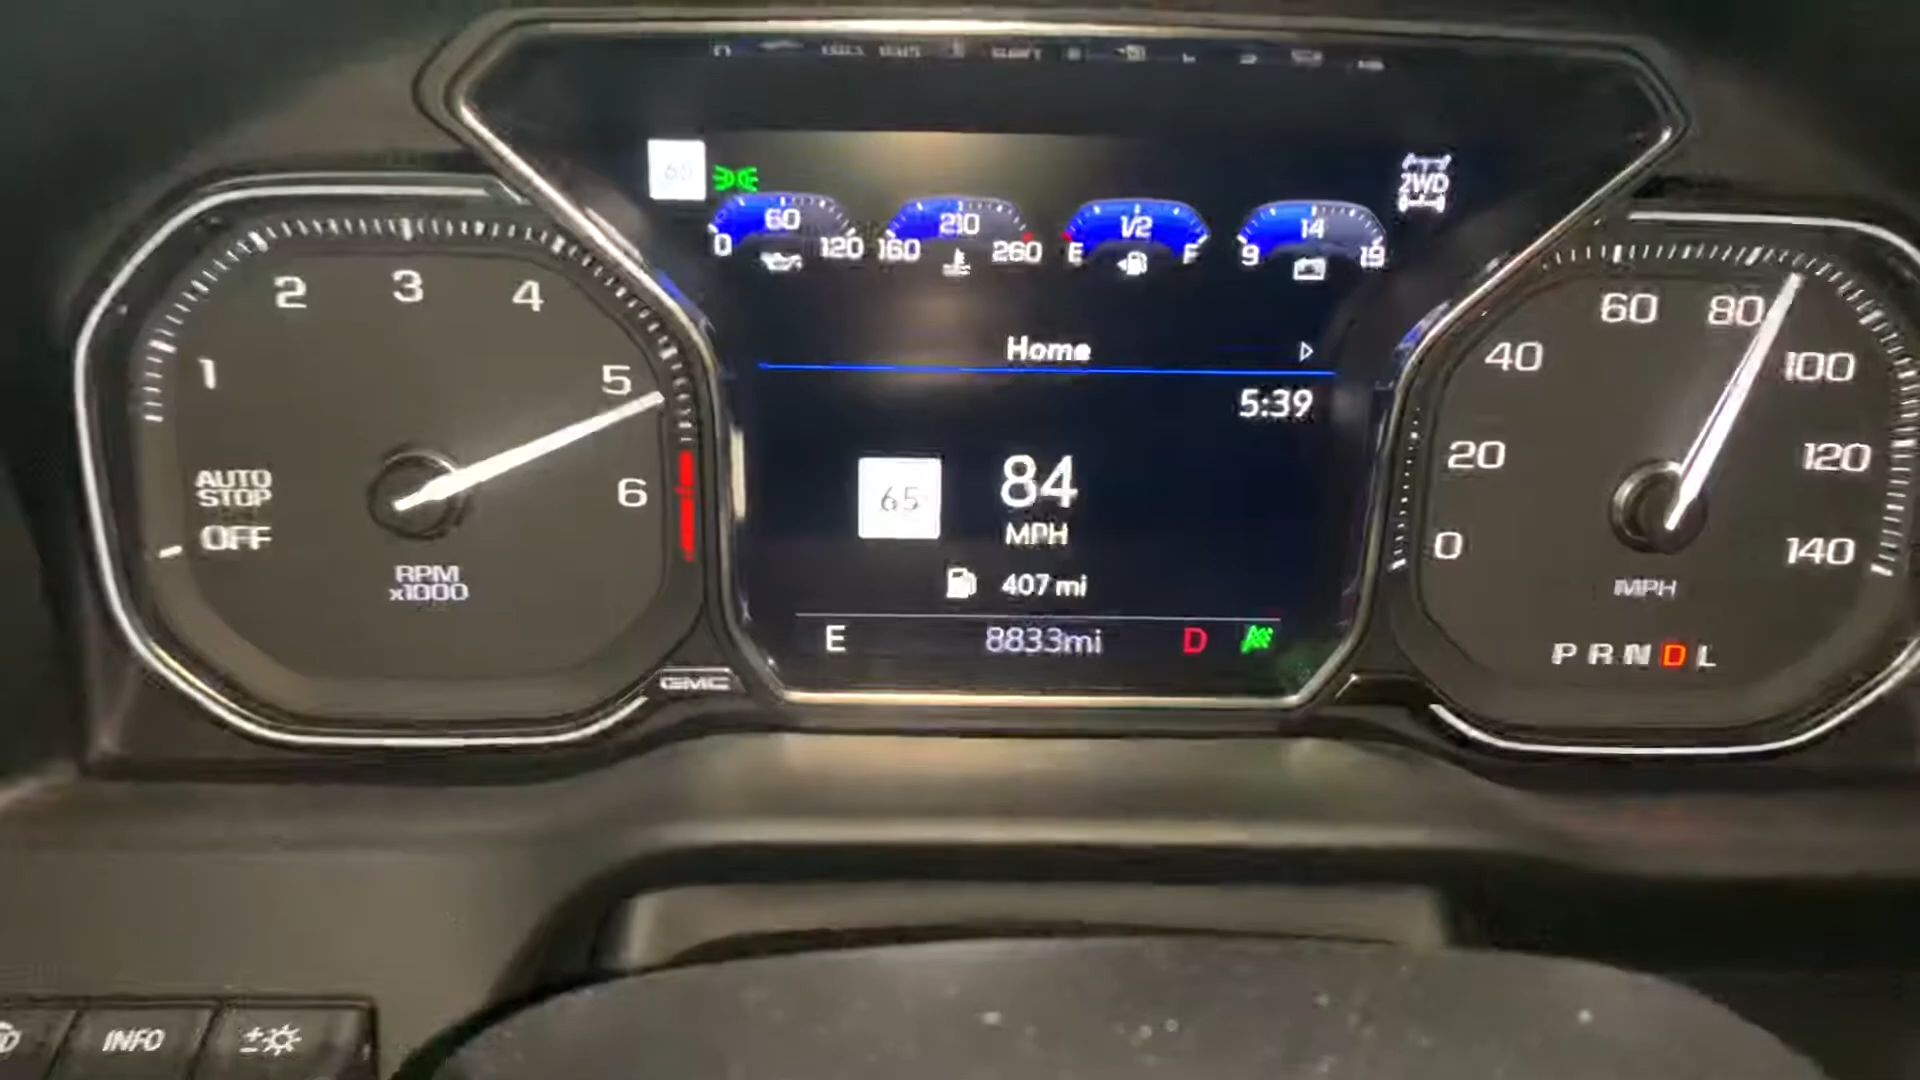 65
2WD
60
0 120
210
160 260
1/2
E F
14
9 19
Home
5:39
65
84
MPH
407 mi
E 8833mi D
1
2
3
4
5
6
AUTO
STOP
OFF
RPM
x1000
GMC
0
20
40
60
80
100
120
140
MPH
P R N D L
INFO